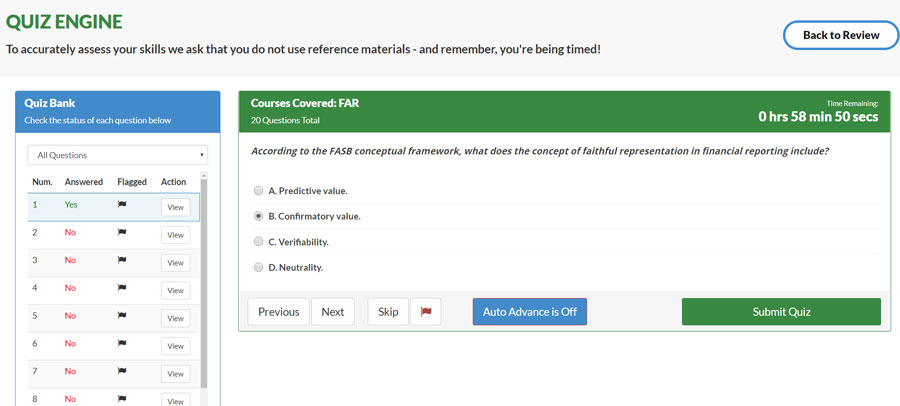 QUIZ ENGINE
To accurately assess your skills we ask that you do not use reference materials - and remember, you're being timed!
Back to Review
Quiz Bank
Check the status of each question below
All Questions
Num. Answered Flagged Action
1 Yes View
2 No View
3 No View
4 No View
5 No View
6 No View
7 No View
8 No View
Courses Covered: FAR
20 Questions Total
Time Remaining:
0 hrs 58 min 50 secs
According to the FASB conceptual framework, what does the concept of faithful representation in financial reporting include?
A. Predictive value.
B. Confirmatory value.
C. Verifiability.
D. Neutrality.
Previous Next Skip Auto Advance is Off Submit Quiz